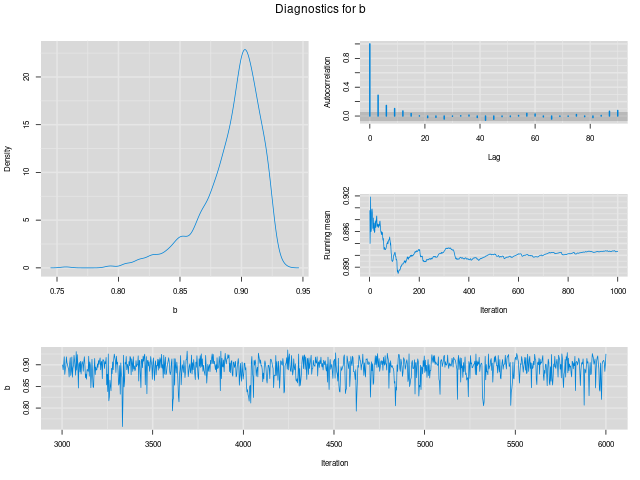 Diagnostics for b
Density
20
15
10
5
0
0.75 0.80 0.85 0.90 0.95
b
Autocorrelation
0.8
0.4
0.0
0 20 40 60 80
Lag
Running mean
0.902
0.896
0.890
0 200 400 600 800 1000
Iteration
b
0.90
0.85
0.80
3000 3500 4000 4500 5000 5500 6000
Iteration